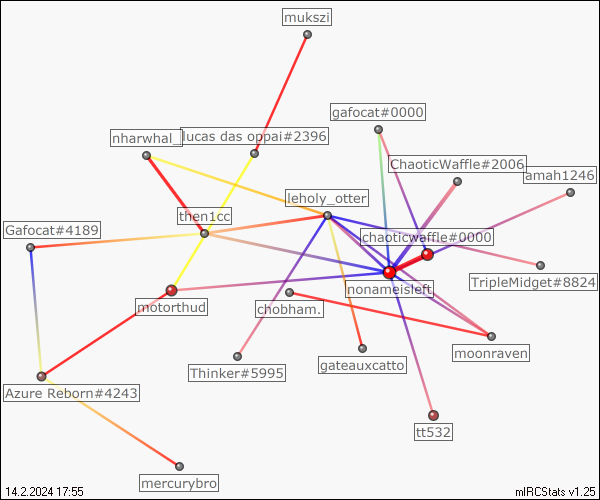 mukszi
gafocat#0000
nharwhal_
lucas das oppai#2396
ChaoticWaffle#2006
amah1246
leholy_otter
then1cc
Gafocat#4189
chaoticwaffle#0000
TripleMidget#8824
nonameisleft
motorthud
chobham.
moonraven
gateauxcatto
Thinker#5995
Azure Reborn#4243
tt532
mercurybro
14.2.2024 17:55
mIRCStats v1.25